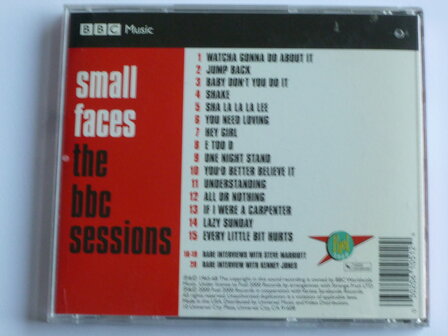 BBC Music
small
faces
the
bbc
sessions
1 WATCHA GONNA DO ABOUT IT
2 JUMP BACK
3 BABY DON'T YOU DO IT
4 SHAKE
5 SHA LA LA LA LEE
6 YOU NEED LOVING
7 HEY GIRL
8 E TOO D
9 ONE NIGHT STAND
10 YOU'D BETTER BELIEVE IT
11 UNDERSTANDING
12 ALL OR NOTHING
13 IF I WERE A CARPENTER
14 LAZY SUNDAY
15 EVERY LITTLE BIT HURTS
RARE INTERVIEWS WITH STEVE MARRIOTT
RARE INTERVIEW WITH KENNEY JONES